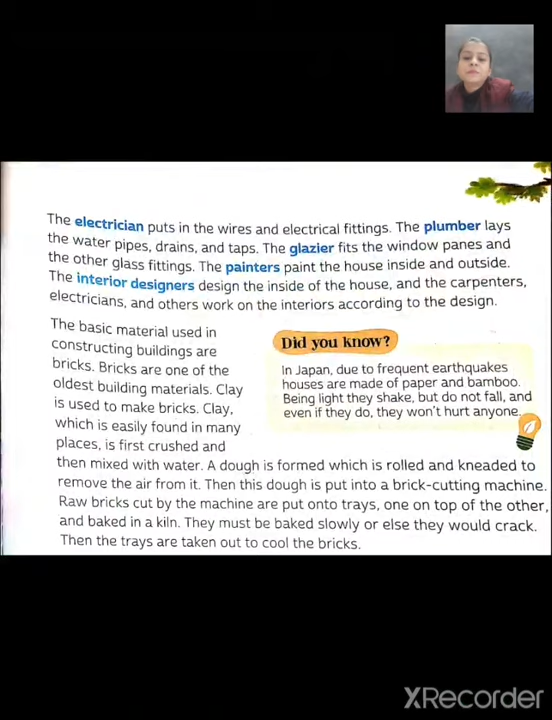 The electrician puts in the wires and electrical fittings. The plumber lays
the water pipes, drains, and taps. The glazier fits the window panes and
the other glass fittings. The painters paint the house inside and outside.
The interior designers design the inside of the house, and the carpenters,
electricians, and others work on the interiors according to the design.
The basic material used in
constructing buildings are
bricks. Bricks are one of the
oldest building materials. Clay
is used to make bricks. Clay,
which is easily found in many
places, is first crushed and
Did you know?
In Japan, due to frequent earthquakes
houses are made of paper and bamboo.
Being light they shake, but do not fall, and
even if they do, they won't hurt anyone.
then mixed with water. A dough is formed which is rolled and kneaded to
remove the air from it. Then this dough is put into a brick-cutting machine.
Raw bricks cut by the machine are put onto trays, one on top of the other,
and baked in a kiln. They must be baked slowly or else they would crack.
Then the trays are taken out to cool the bricks.
XRecorder